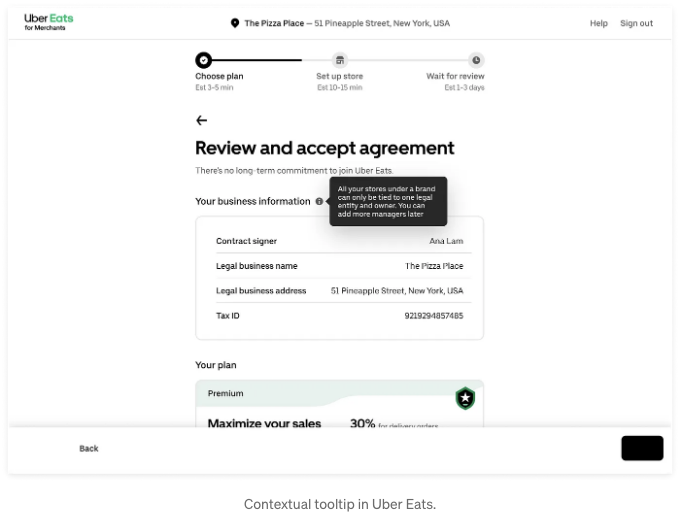 Uber Eats
for Merchants
The Pizza Place — 51 Pineapple Street, New York, USA
Help
Sign out
Choose plan
Est 3-5 min
Set up store
Est 10-15 min
Wait for review
Est 1-3 days
Review and accept agreement
There's no long-term commitment to join Uber Eats.
Your business information
All your stores under a brand
can only be tied to one legal
entity and owner. You can
add more managers later
Contract signer
Ana Lam
Legal business name
The Pizza Place
Legal business address
51 Pineapple Street, New York, USA
Tax ID
9219294857485
Your plan
Premium
Maximize your sales
30% for delivery orders
Back
Contextual tooltip in Uber Eats.